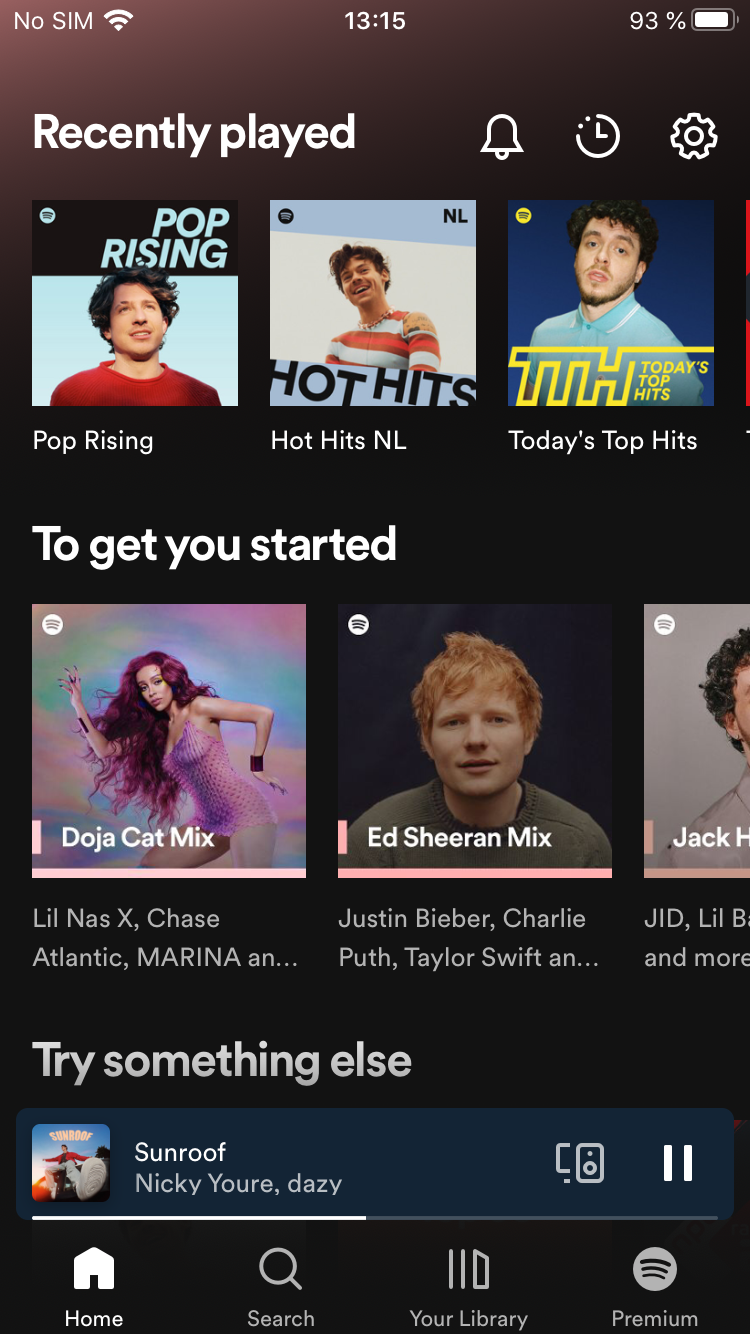 No SIM 13:15 93 %
Recently played
POP
RISING
NL
HOT HITS
TTH TODAY'S
TOP
HITS
Pop Rising Hot Hits NL Today's Top Hits
To get you started
Doja Cat Mix Ed Sheeran Mix Jack H
Lil Nas X, Chase
Atlantic, MARINA an...
Justin Bieber, Charlie
Puth, Taylor Swift an...
JID, Lil Ba
and more
Try something else
SUNROOF
Sunroof
Nicky Youre, dazy
Home Search Your Library Premium